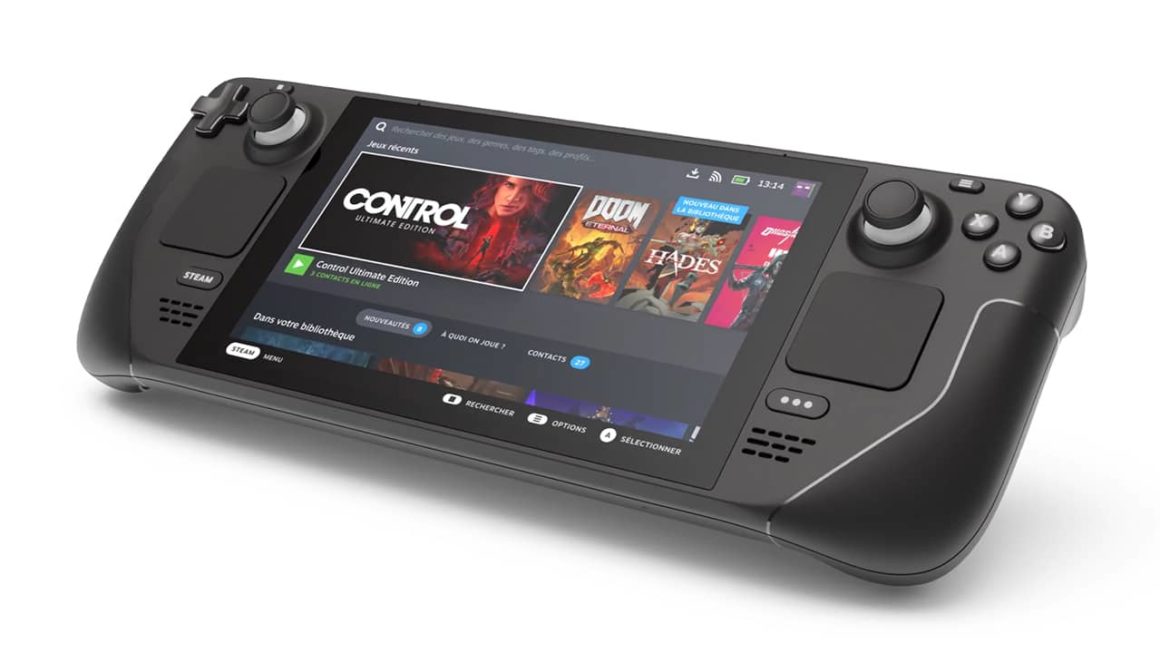 Rechercher des jeux, des genres, des tags, des profils...
13:14
Jeux récents
CONTROL
ULTIMATE EDITION
DOOM
ETERNAL
NOUVEAU DANS
LA BIBLIOTHÈQUE
HADES
Control Ultimate Edition
3 CONTACTS EN LIGNE
Dans votre bibliothèque
NOUVEAUTÉS 8
À QUOI ON JOUE ?
CONTACTS 27
STEAM MENU
RECHERCHER
OPTIONS
A SÉLECTIONNER
STEAM
Y
X
B
A